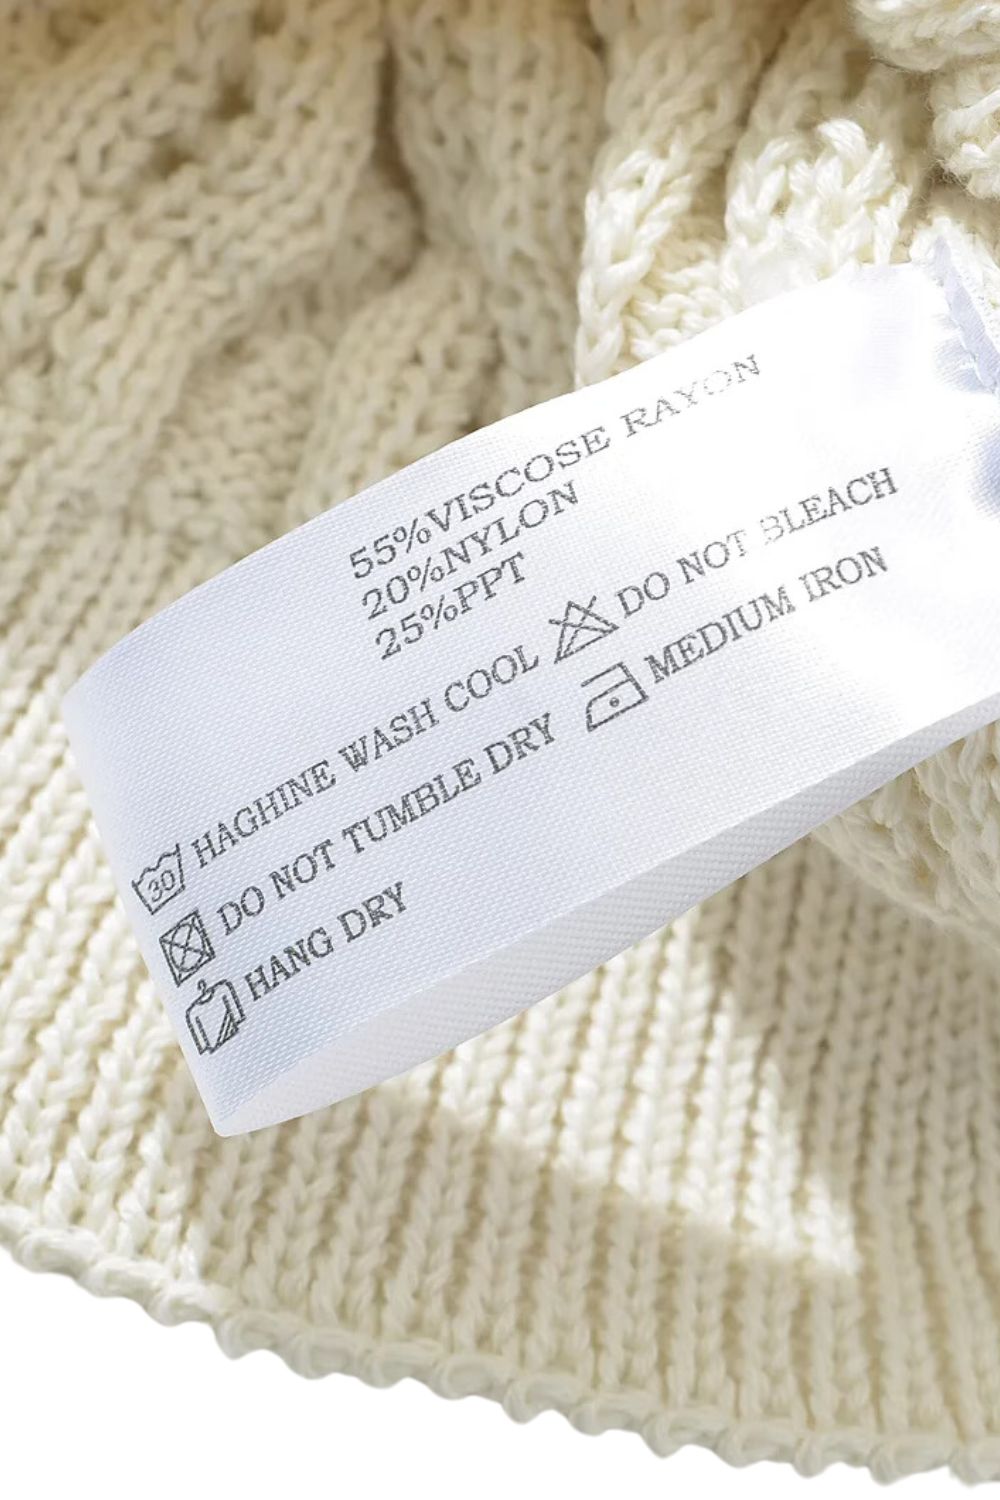 55%VISCOSE RAYON
20%NYLON
25%PPT
30 HAGHINE WASH COOL DO NOT BLEACH
DO NOT TUMBLE DRY MEDIUM IRON
HANG DRY